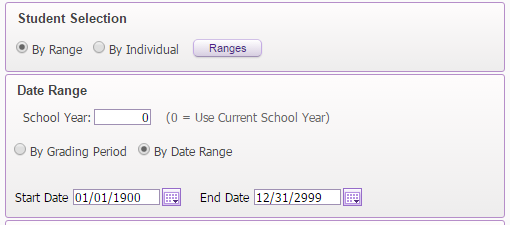 Student Selection
By Range By Individual Ranges
Date Range
School Year: 0 (0 = Use Current School Year)
By Grading Period By Date Range
Start Date 01/01/1900 End Date 12/31/2999